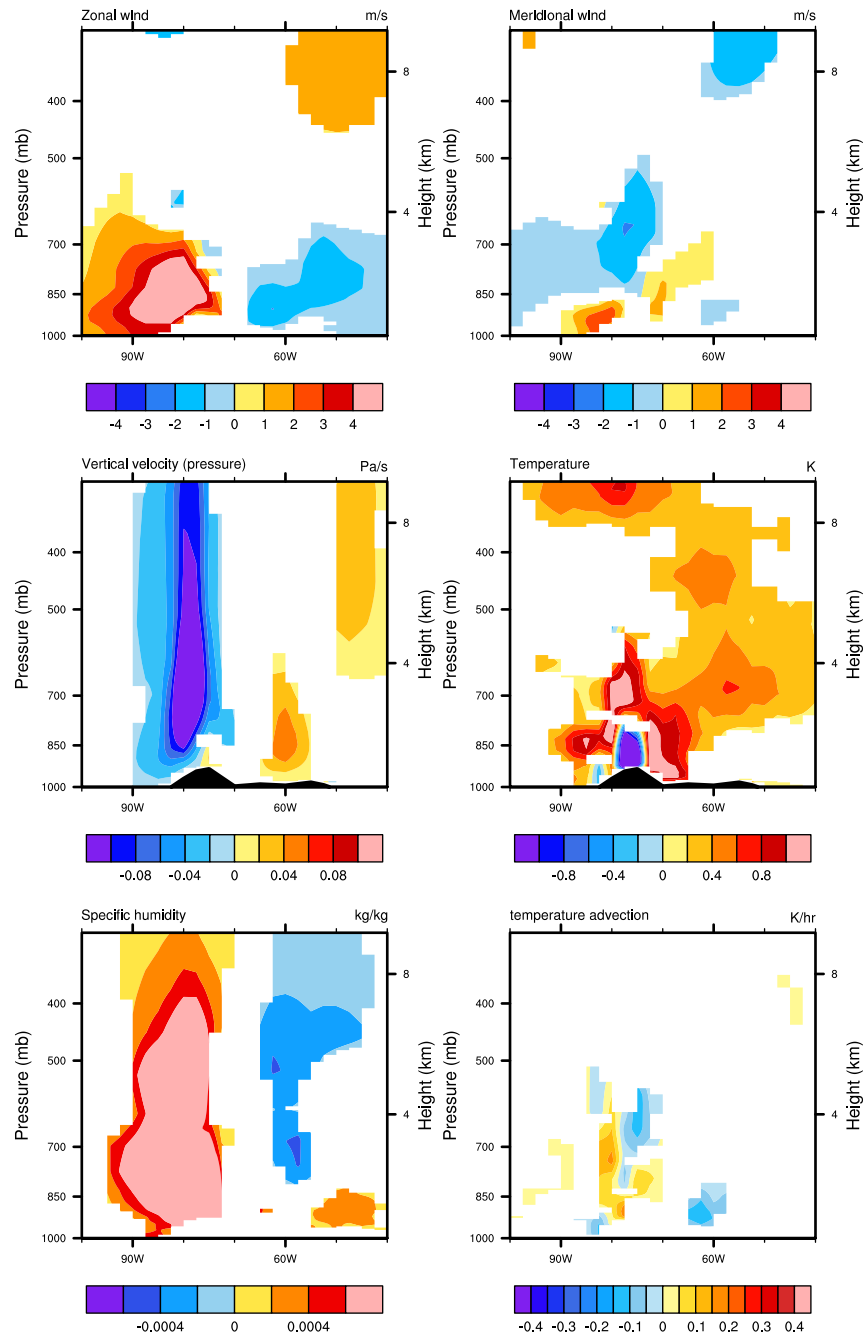 Zonal wind m/s
Meridional wind m/s
Pressure (mb)
400
500
700
850
1000
8
4
Height (km)
90W 60W
-4 -3 -2 -1 0 1 2 3 4
Pressure (mb)
400
500
700
850
1000
8
4
Height (km)
90W 60W
-4 -3 -2 -1 0 1 2 3 4
Vertical velocity (pressure) Pa/s
Temperature K
Pressure (mb)
400
500
700
850
1000
8
4
Height (km)
90W 60W
-0.08 -0.04 0 0.04 0.08
Pressure (mb)
400
500
700
850
1000
8
4
Height (km)
90W 60W
-0.8 -0.4 0 0.4 0.8
Specific humidity kg/kg
temperature advection K/hr
Pressure (mb)
400
500
700
850
1000
8
4
Height (km)
90W 60W
-0.0004 0 0.0004
Pressure (mb)
400
500
700
850
1000
8
4
Height (km)
90W 60W
-0.4 -0.3 -0.2 -0.1 0 0.1 0.2 0.3 0.4